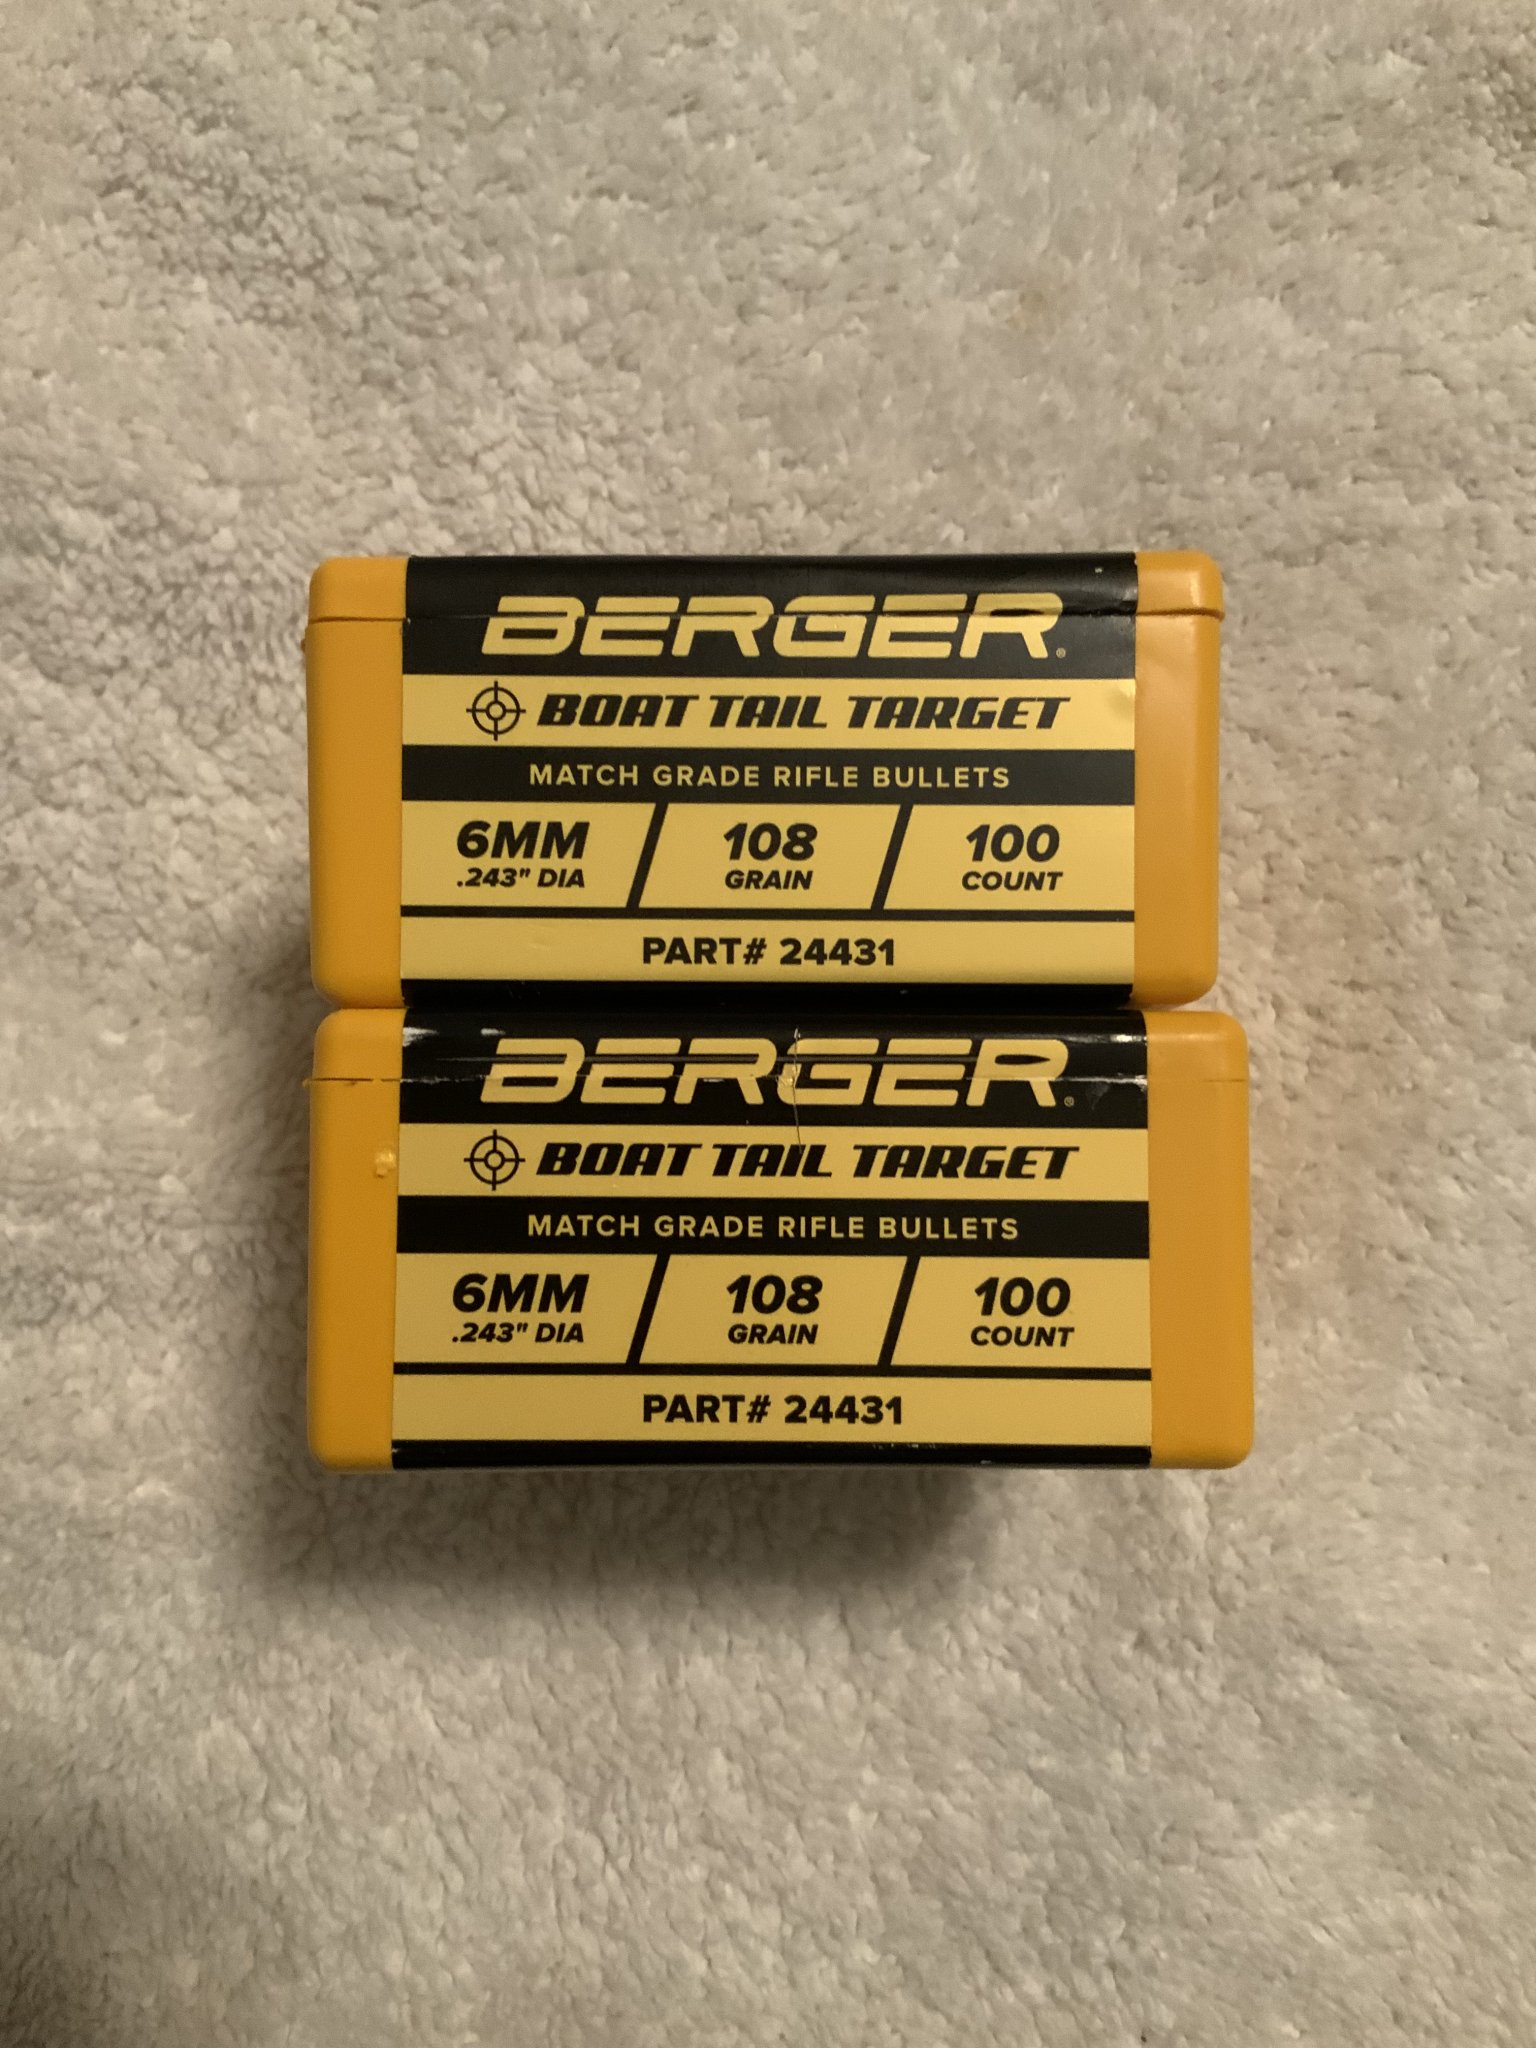 BERGER®
BOAT TAIL TARGET
MATCH GRADE RIFLE BULLETS
6MM 108 100
.243" DIA GRAIN COUNT
PART# 24431
BERGER®
BOAT TAIL TARGET
MATCH GRADE RIFLE BULLETS
6MM 108 100
.243" DIA GRAIN COUNT
PART# 24431